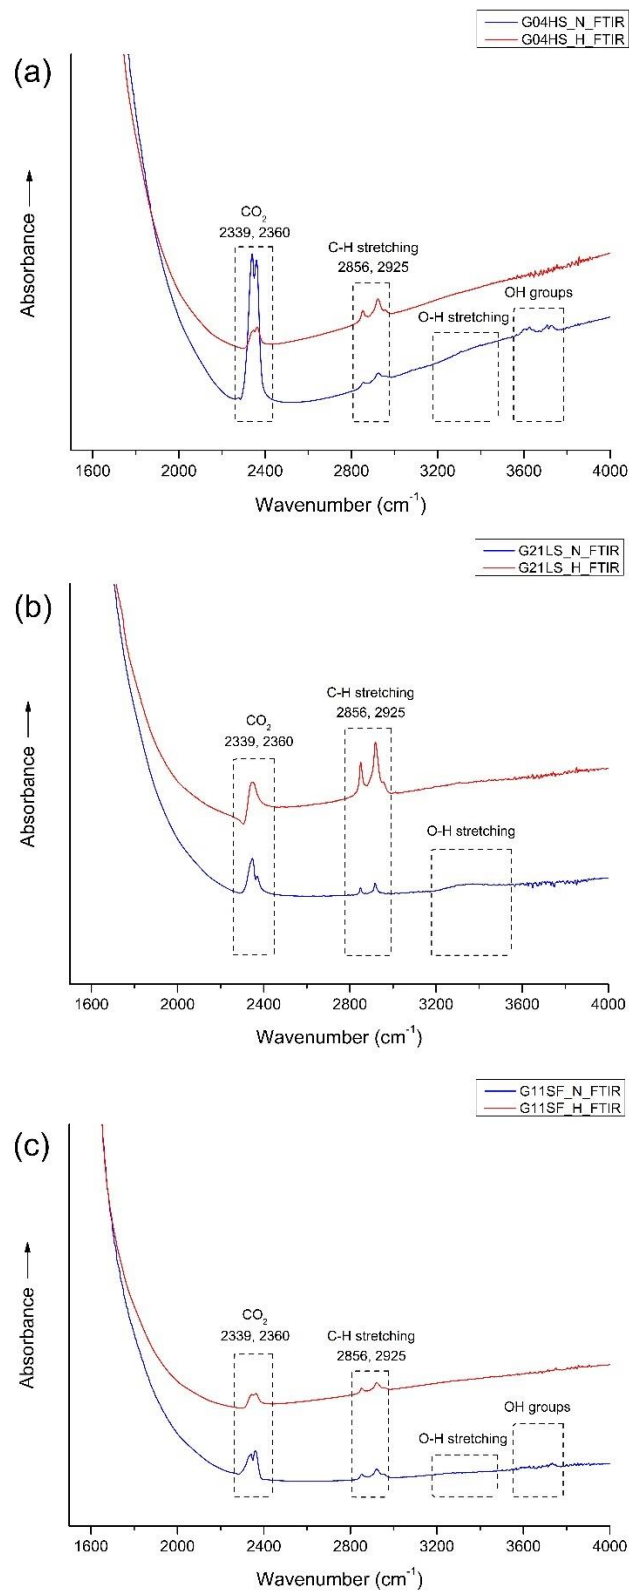 G04HS_N_FTIR
G04HS_H_FTIR
(a)
CO2
2339, 2360
C-H stretching
2856, 2925
O-H stretching
OH groups
Absorbance →
1600 2000 2400 2800 3200 3600 4000
Wavenumber (cm-1)
G21LS_N_FTIR
G21LS_H_FTIR
(b)
C-H stretching
2856, 2925
CO2
2339, 2360
O-H stretching
Absorbance →
1600 2000 2400 2800 3200 3600 4000
Wavenumber (cm-1)
G11SF_N_FTIR
G11SF_H_FTIR
(c)
CO2
2339, 2360
C-H stretching
2856, 2925
O-H stretching
OH groups
Absorbance →
1600 2000 2400 2800 3200 3600 4000
Wavenumber (cm-1)